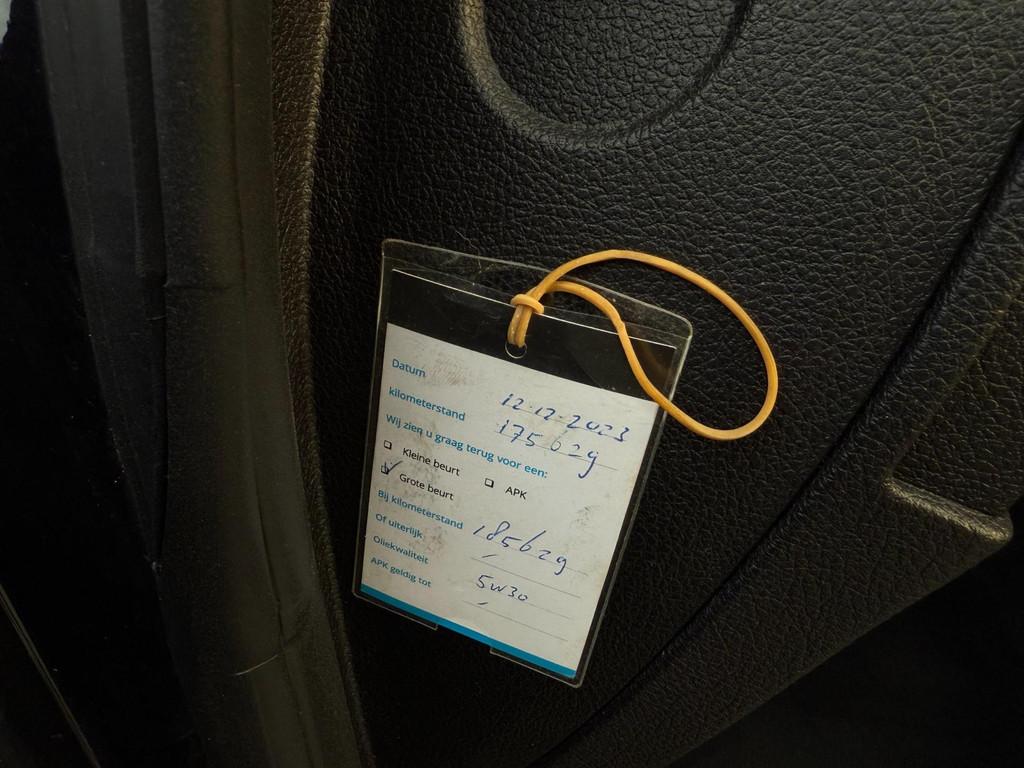 Datum 12-12-2023
kilometerstand 175629
Wij zien u graag terug voor een:
Kleine beurt APK
Grote beurt
Bij kilometerstand 185629
Of uiterlijk
Oliekwaliteit 5W30
APK geldig tot